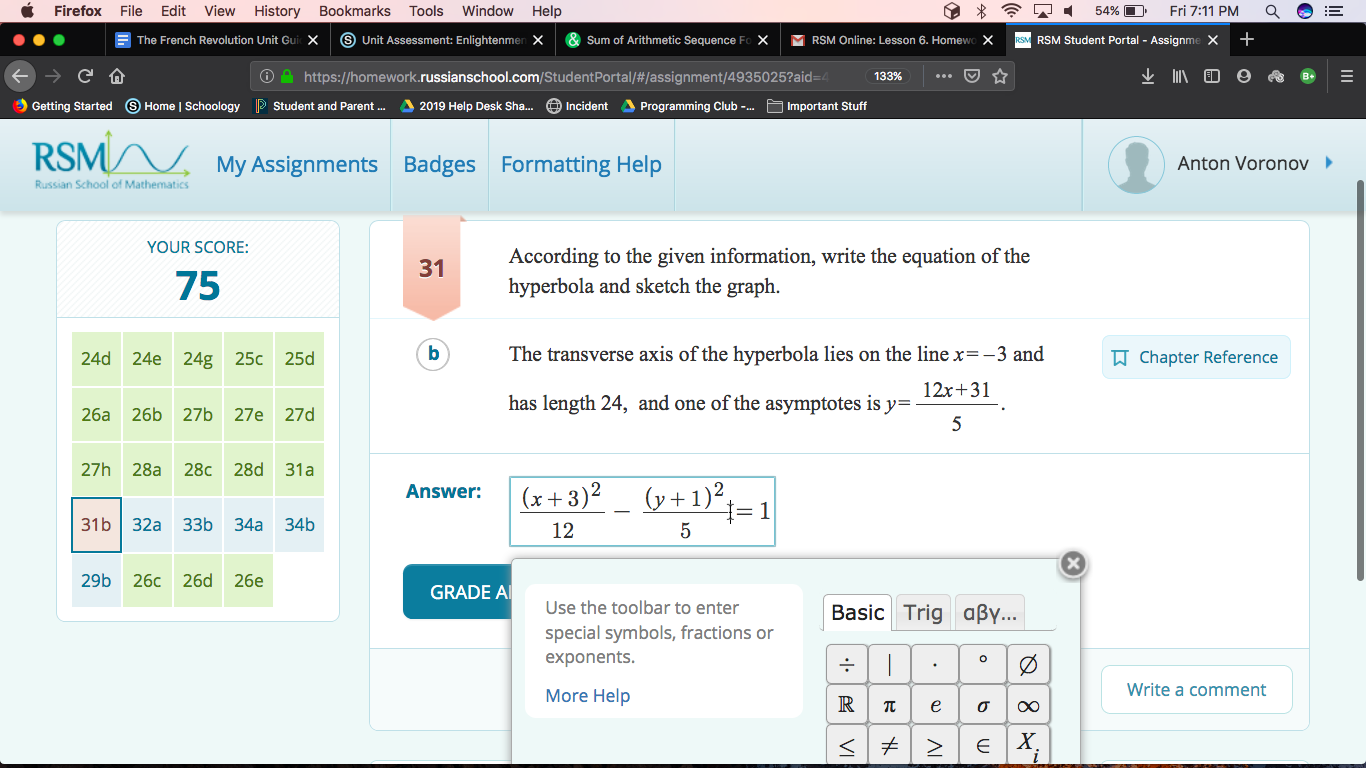 Firefox File Edit View History Bookmarks Tools Window Help 54% Fri 7:11 PM
The French Revolution Unit Gui Unit Assessment: Enlightenmen Sum of Arithmetic Sequence Fo RSM Online: Lesson 6. Homewo RSM RSM Student Portal - Assignme
https://homework.russianschool.com/StudentPortal/#/assignment/4935025?aid=4 133%
Getting Started Home | Schoology Student and Parent ... 2019 Help Desk Sha... Incident Programming Club -... Important Stuff
RSM
Russian School of Mathematics
My Assignments Badges Formatting Help Anton Voronov
YOUR SCORE:
75
24d 24e 24g 25c 25d
26a 26b 27b 27e 27d
27h 28a 28c 28d 31a
31b 32a 33b 34a 34b
29b 26c 26d 26e
31
According to the given information, write the equation of the
hyperbola and sketch the graph.
b
The transverse axis of the hyperbola lies on the line x=−3 and
has length 24, and one of the asymptotes is y= (12x+31)/5 .
Chapter Reference
Answer: (x+3)²/12 − (y+1)²/5 = 1
GRADE A
Use the toolbar to enter
special symbols, fractions or
exponents.
More Help
Basic Trig αβγ...
÷ | · ° ∅
ℝ π e σ ∞
≤ ≠ ≥ ∈ Xi
Write a comment